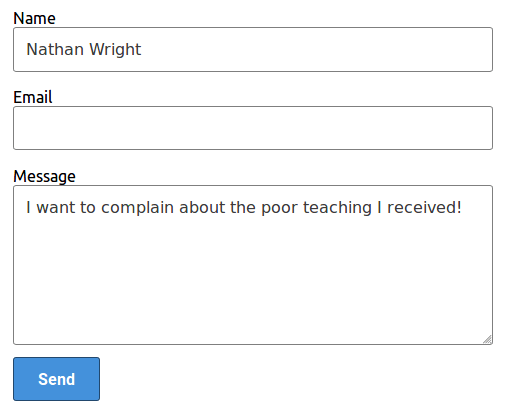 Name
Nathan Wright
Email
Message
I want to complain about the poor teaching I received!
Send